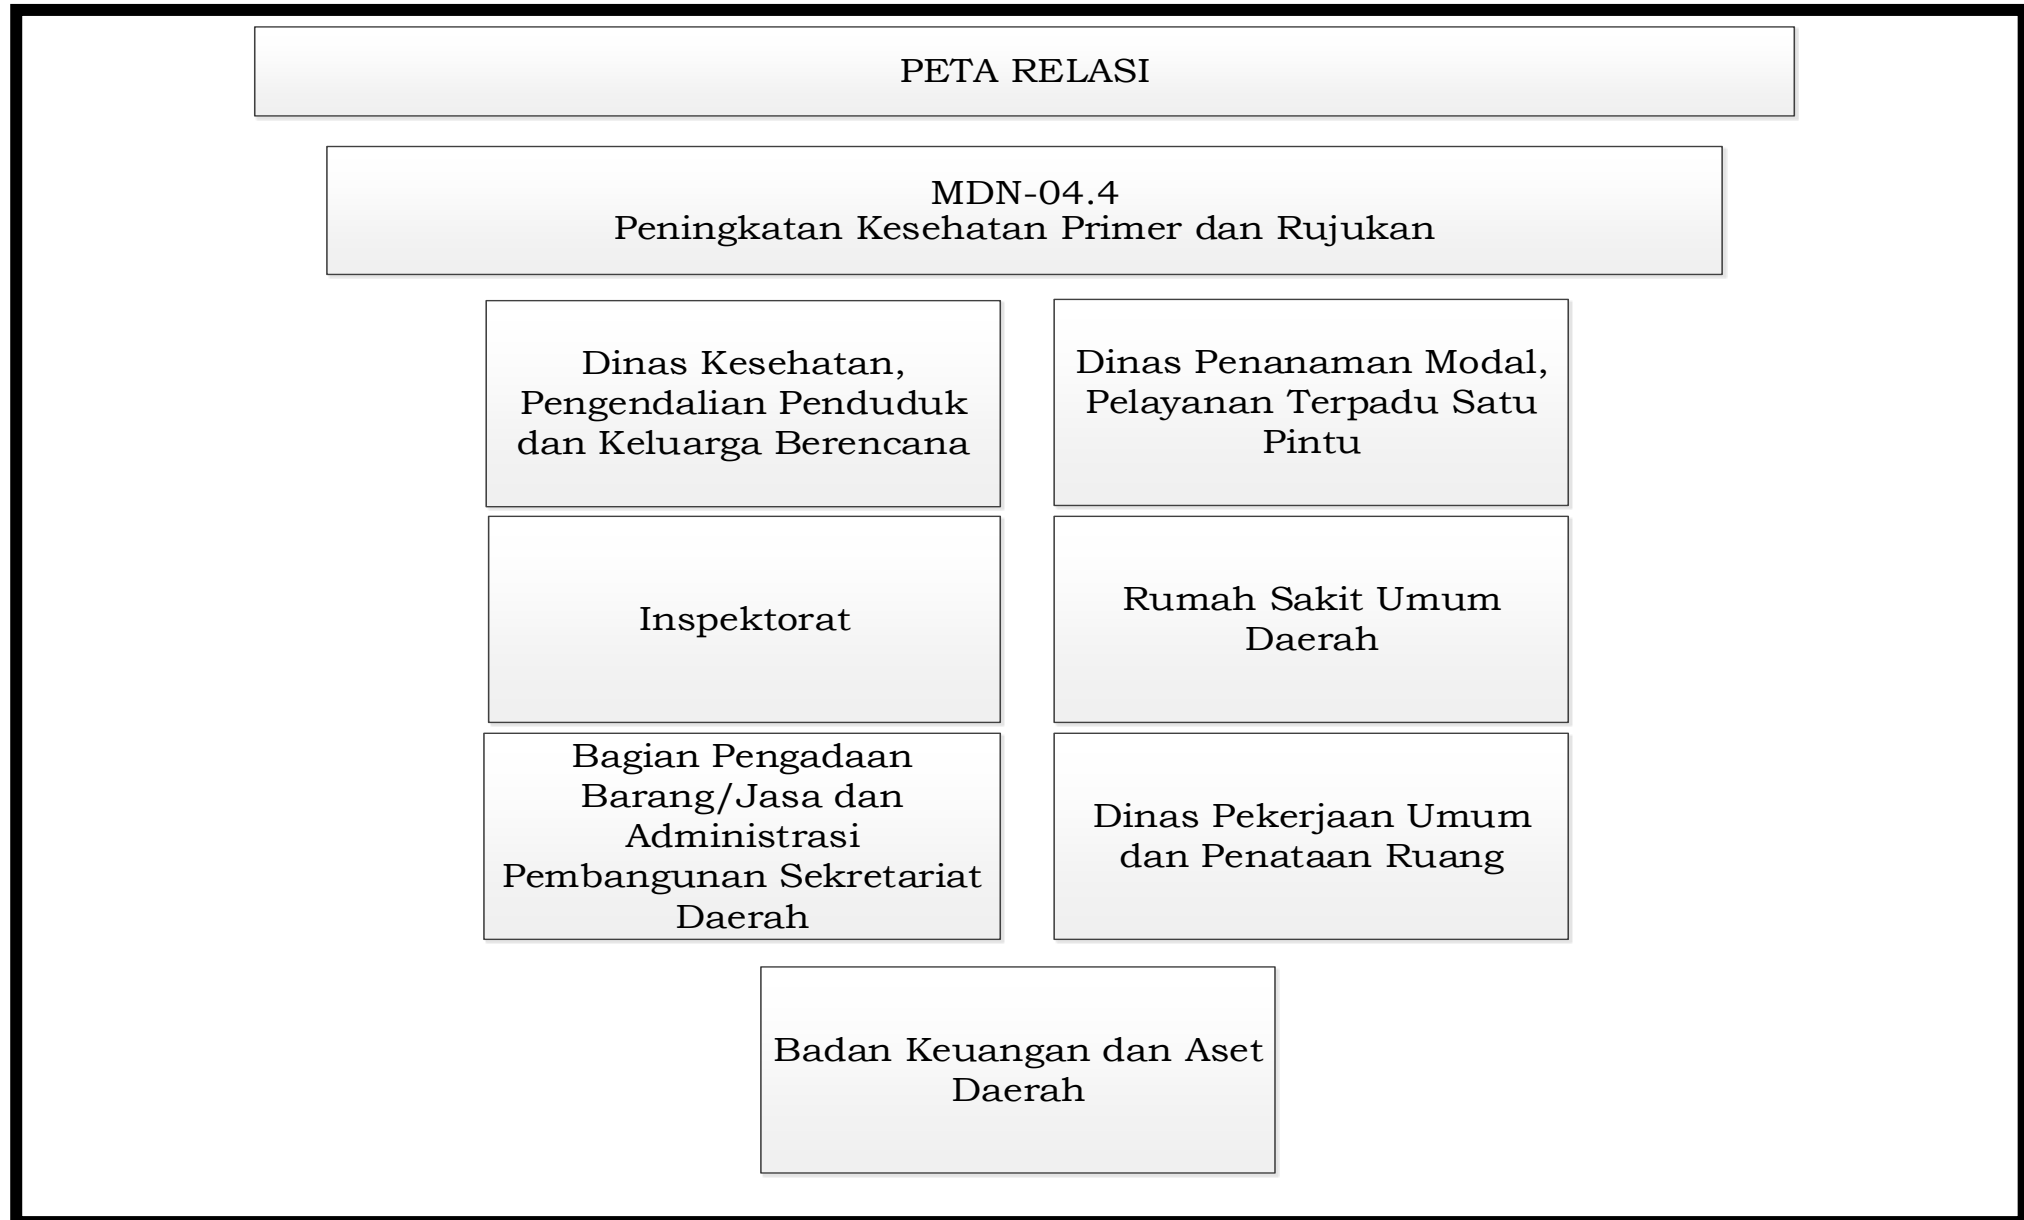 PETA RELASI
MDN-04.4
Peningkatan Kesehatan Primer dan Rujukan
Dinas Kesehatan,
Pengendalian Penduduk
dan Keluarga Berencana
Dinas Penanaman Modal,
Pelayanan Terpadu Satu
Pintu
Inspektorat
Rumah Sakit Umum
Daerah
Bagian Pengadaan
Barang/Jasa dan
Administrasi
Pembangunan Sekretariat
Daerah
Dinas Pekerjaan Umum
dan Penataan Ruang
Badan Keuangan dan Aset
Daerah